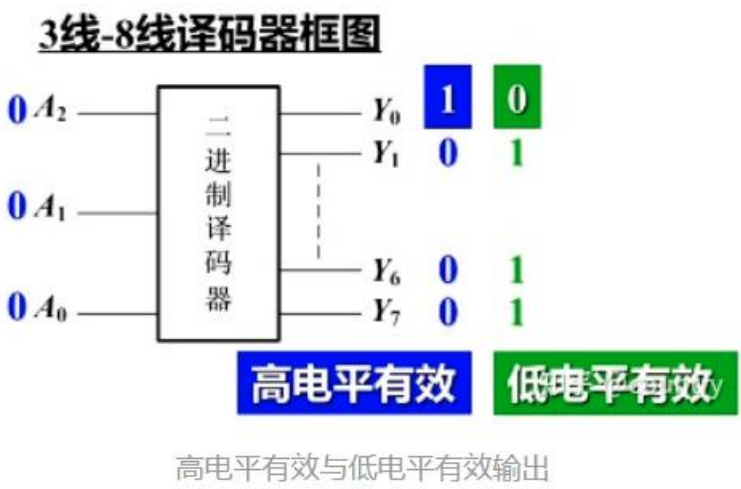 3线-8线译码器框图
0 A₂ Y₀ 1 0
Y₁ 0 1
0 A₁
二进制译码器
Y₆ 0 1
0 A₀ Y₇ 0 1
高电平有效 低电平有效
高电平有效与低电平有效输出